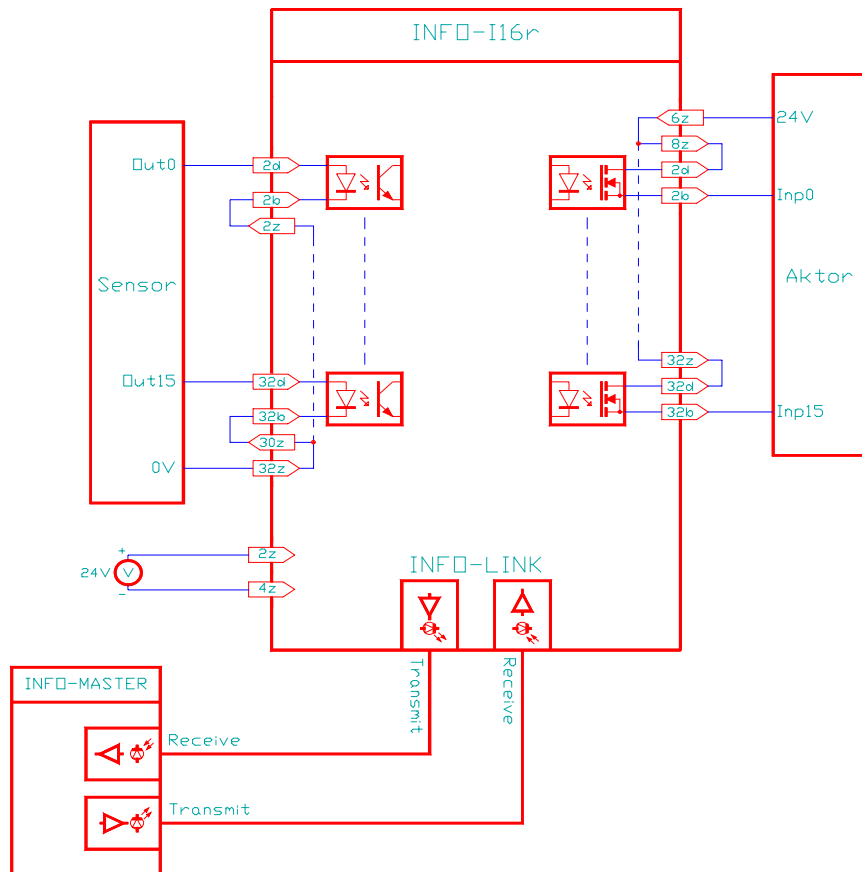 INFO-I16r
Sensor
Out0
Out15
0V
2d
2b
2z
32d
32b
30z
32z
24V
+
V
-
2z
4z
6z
8z
2d
2b
32z
32d
32b
24V
Inp0
Aktor
Inp15
INFO-LINK
Transmit
Receive
INFO-MASTER
Receive
Transmit